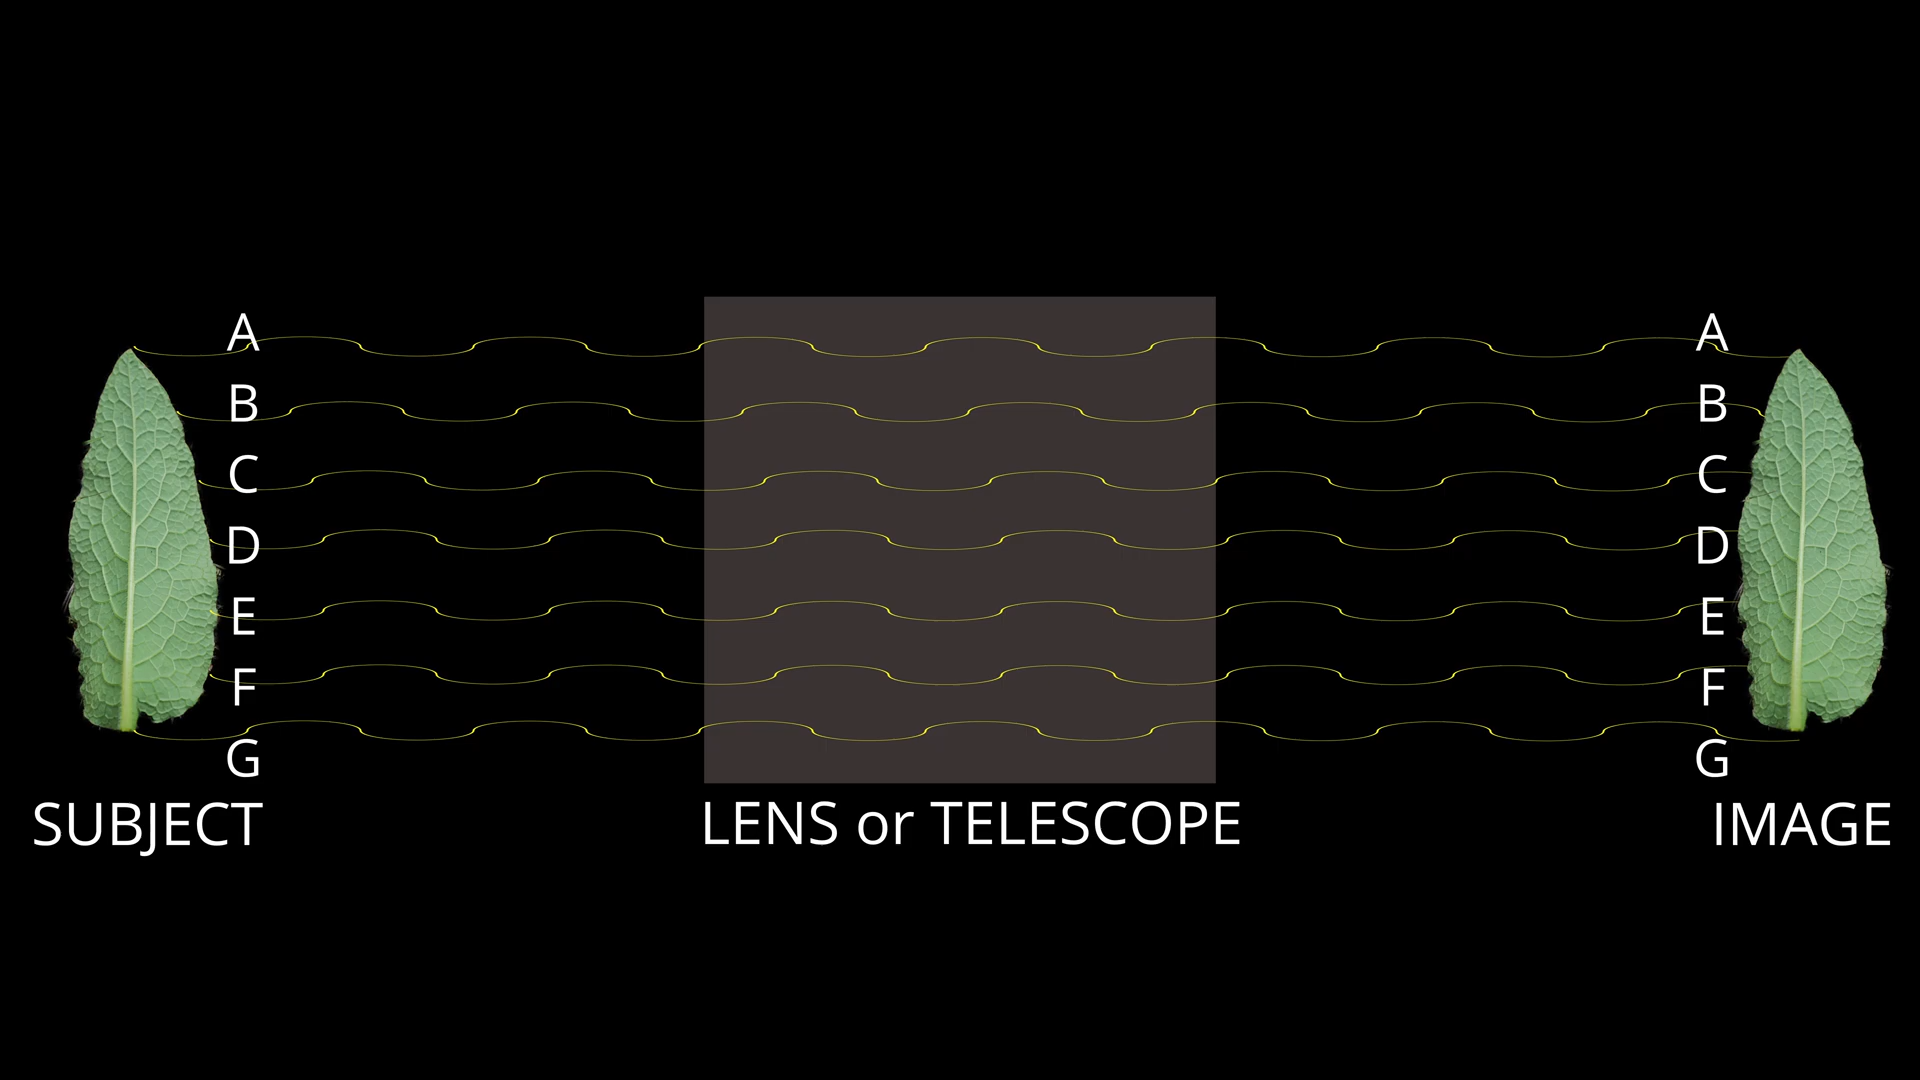 A A
B B
C C
D D
E E
F F
G G
SUBJECT LENS or TELESCOPE IMAGE